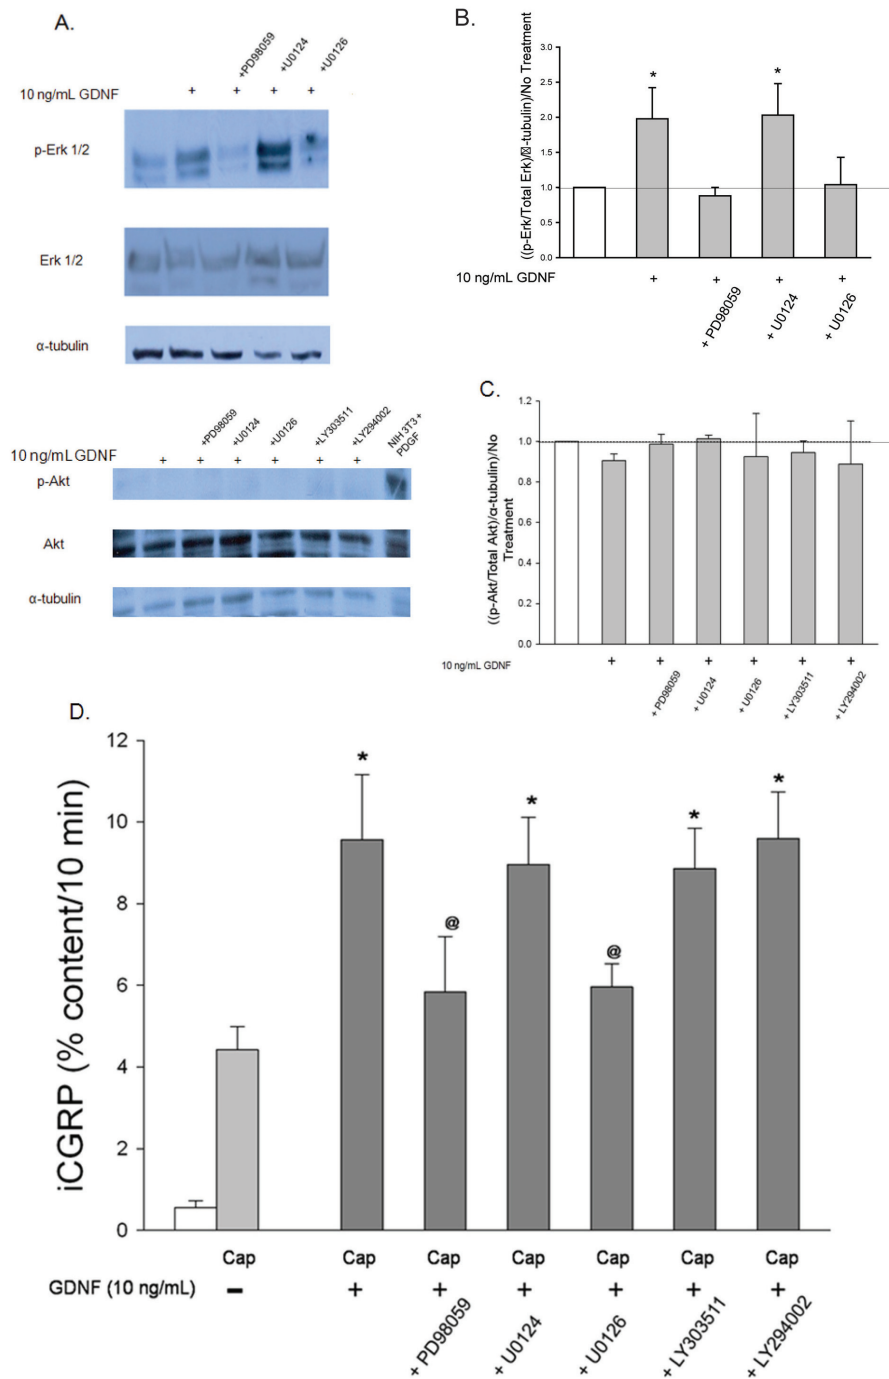 A.
+PD98059
+U0124
+U0126
10 ng/mL GDNF + + + +
p-Erk 1/2
Erk 1/2
α-tubulin
+PD98059
+U0124
+U0126
+LY303511
+LY294002
NIH 3T3 +
PDGF
10 ng/mL GDNF + + + + + +
p-Akt
Akt
α-tubulin
B.
((p-Erk/Total Erk)/-tubulin)/No Treatment
3.0
2.5
2.0
1.5
1.0
0.5
0.0
* *
10 ng/mL GDNF + + + +
+ PD98059
+ U0124
+ U0126
C.
((p-Akt/Total Akt)/α-tubulin)/No
Treatment
1.2
1.0
0.8
0.6
0.4
0.2
0.0
10 ng/mL GDNF + + + + + +
+ PD98059
+ U0124
+ U0126
+ LY303511
+ LY294002
D.
iCGRP (% content/10 min)
12
10
8
6
4
2
0
* @ * @ * *
Cap Cap Cap Cap Cap Cap Cap
GDNF (10 ng/mL) - + + + + + +
+ PD98059
+ U0124
+ U0126
+ LY303511
+ LY294002